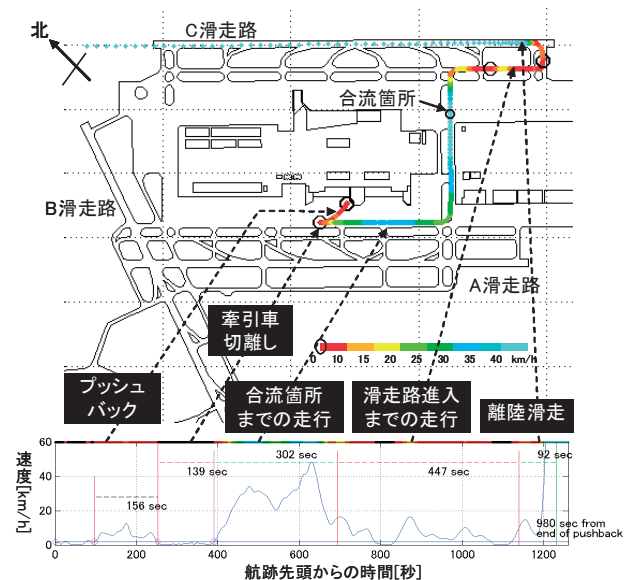 C滑走路
北
合流箇所
B滑走路
A滑走路
牽引車
切離し
0 10 15 20 25 30 35 40 km/h
プッシュ
バック
合流箇所
までの走行
滑走路進入
までの走行
離陸滑走
速度[km/h]
60
40
20
0
302 sec
92 sec
139 sec
447 sec
156 sec
980 sec from
end of pushback
0 200 400 600 800 1000 1200
航跡先頭からの時間[秒]